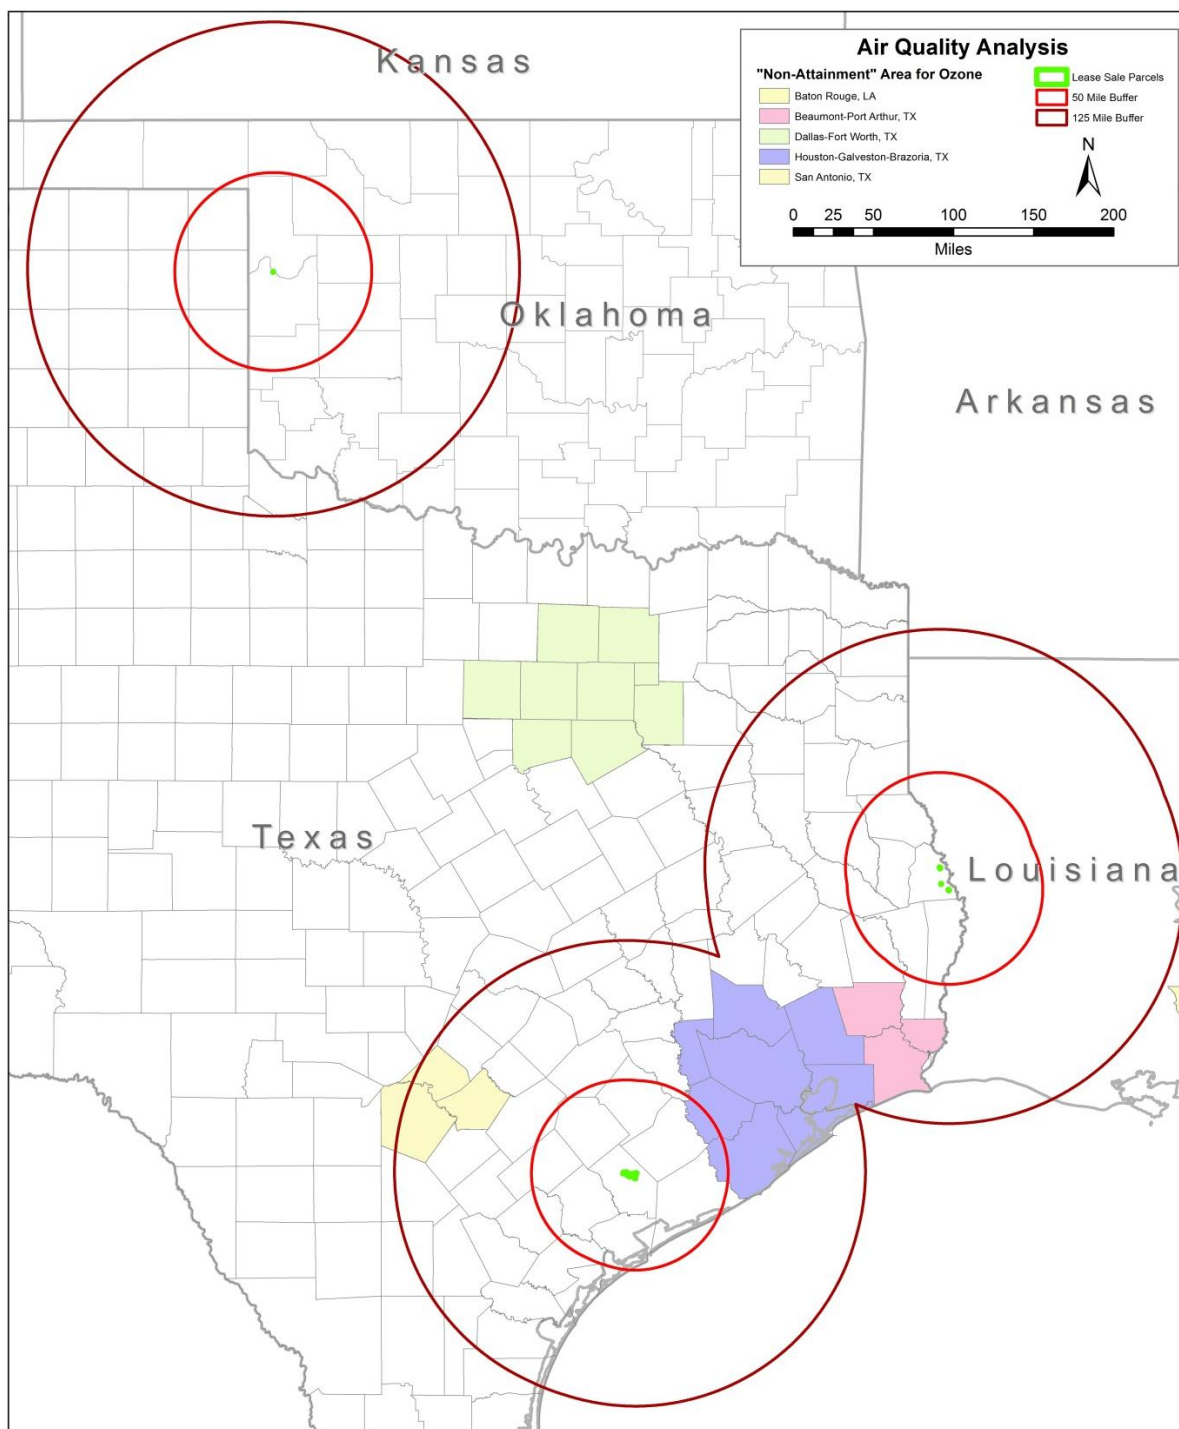 Kansas
Air Quality Analysis
"Non-Attainment" Area for Ozone
Baton Rouge, LA
Beaumont-Port Arthur, TX
Dallas-Fort Worth, TX
Houston-Galveston-Brazoria, TX
San Antonio, TX
Lease Sale Parcels
50 Mile Buffer
125 Mile Buffer
N
0 25 50 100 150 200
Miles
Oklahoma
Arkansas
Texas
Louisiana